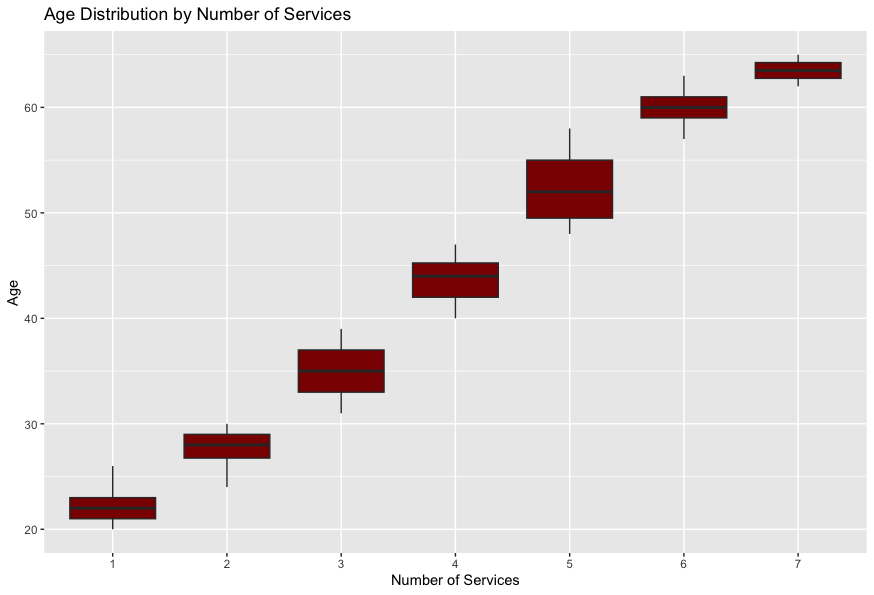 Age Distribution by Number of Services
Age
60
50
40
30
20
1 2 3 4 5 6 7
Number of Services